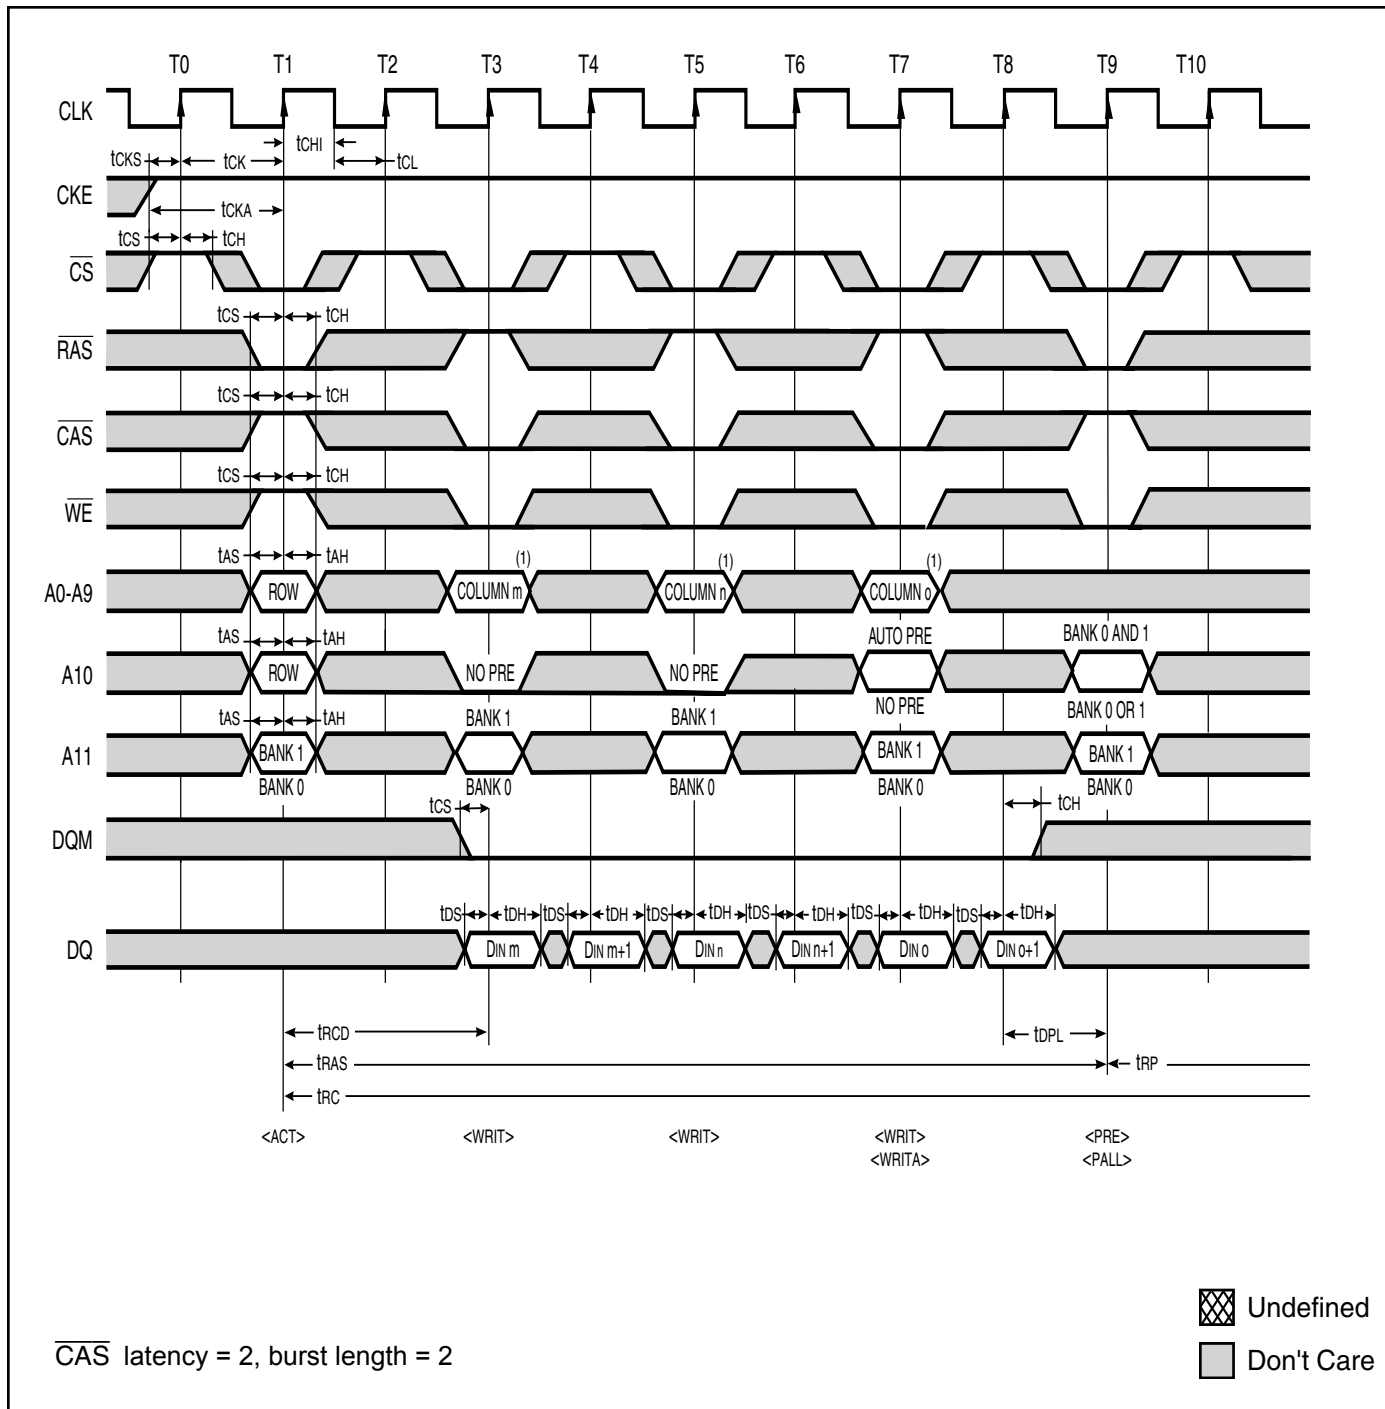 T0 T1 T2 T3 T4 T5 T6 T7 T8 T9 T10
CLK
tCHI
tCKS tCK tCL
CKE
tCKA
tCS tCH
CS
tCS tCH
RAS
tCS tCH
CAS
tCS tCH
WE
tAS tAH (1) (1) (1)
A0-A9 ROW COLUMN m COLUMN n COLUMN o
tAS tAH AUTO PRE BANK 0 AND 1
A10 ROW NO PRE NO PRE
NO PRE BANK 0 OR 1
tAS tAH BANK 1 BANK 1
A11 BANK 1 BANK 1 BANK 1
BANK 0 BANK 0 BANK 0 BANK 0 BANK 0
tCS tCH
DQM
tDS tDH tDS tDH tDS tDH tDS tDH tDS tDH tDS tDH
DQ DIN m DIN m+1 DIN n DIN n+1 DIN o DIN o+1
tRCD tDPL
tRAS tRP
tRC
<ACT> <WRIT> <WRIT> <WRIT> <PRE>
<WRITA> <PALL>
Undefined
CAS latency = 2, burst length = 2
Don't Care